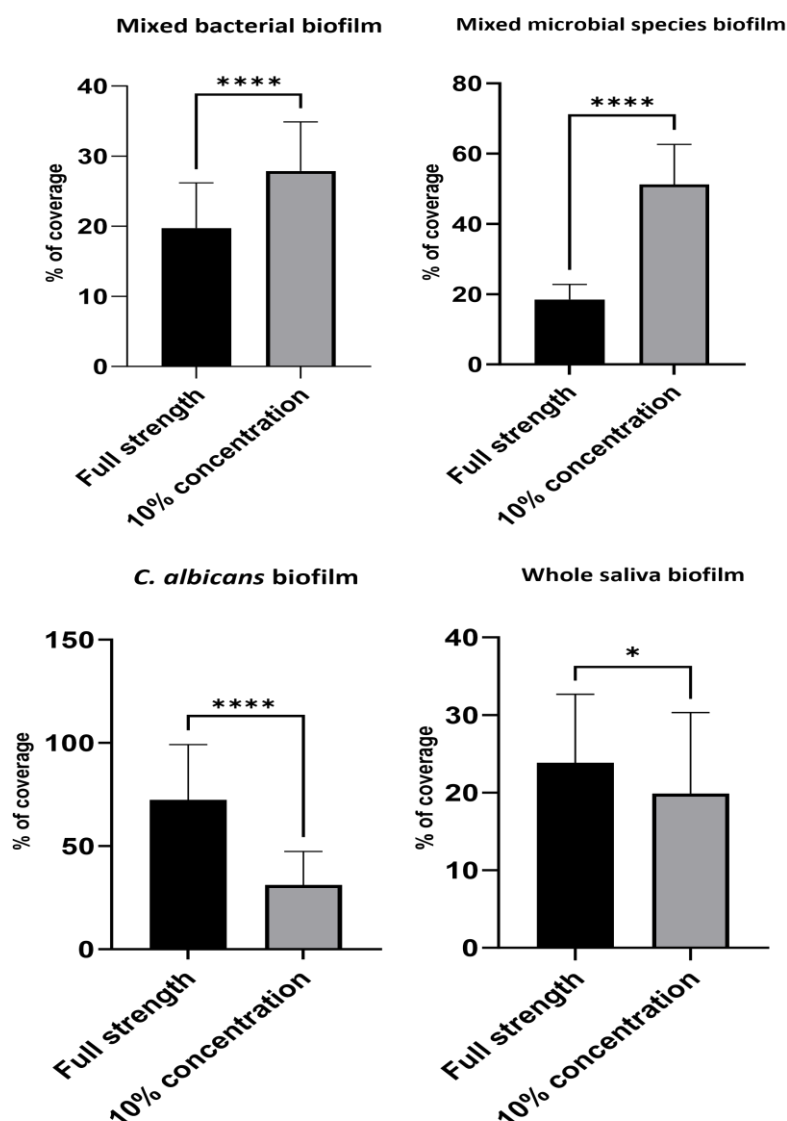 Mixed bacterial biofilm
****
% of coverage
40
30
20
10
0
Full strength
10% concentration
Mixed microbial species biofilm
****
% of coverage
80
60
40
20
0
Full strength
10% concentration
C. albicans biofilm
****
% of coverage
150
100
50
0
Full strength
10% concentration
Whole saliva biofilm
*
% of coverage
40
30
20
10
0
Full strength
10% concentration